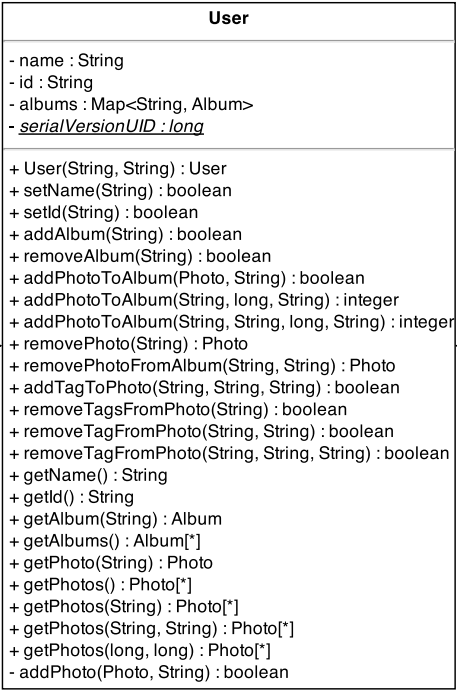 User
- name : String
- id : String
- albums : Map<String, Album>
- serialVersionUID : long
+ User(String, String) : User
+ setName(String) : boolean
+ setId(String) : boolean
+ addAlbum(String) : boolean
+ removeAlbum(String) : boolean
+ addPhotoToAlbum(Photo, String) : boolean
+ addPhotoToAlbum(String, long, String) : integer
+ addPhotoToAlbum(String, String, long, String) : integer
+ removePhoto(String) : Photo
+ removePhotoFromAlbum(String, String) : Photo
+ addTagToPhoto(String, String, String) : boolean
+ removeTagsFromPhoto(String) : boolean
+ removeTagFromPhoto(String, String) : boolean
+ removeTagFromPhoto(String, String, String) : boolean
+ getName() : String
+ getId() : String
+ getAlbum(String) : Album
+ getAlbums() : Album[*]
+ getPhoto(String) : Photo
+ getPhotos() : Photo[*]
+ getPhotos(String) : Photo[*]
+ getPhotos(String, String) : Photo[*]
+ getPhotos(long, long) : Photo[*]
- addPhoto(Photo, String) : boolean